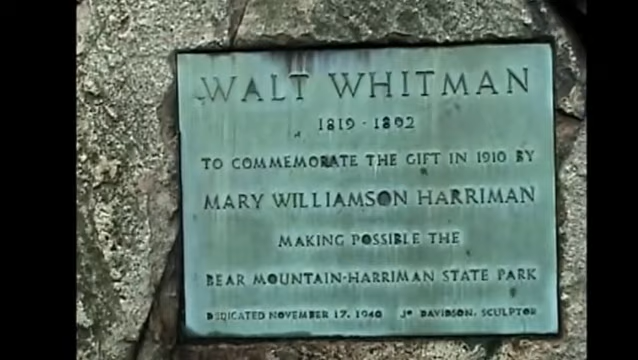 WALT WHITMAN
1819 - 1892
TO COMMEMORATE THE GIFT IN 1910 BY
MARY WILLIAMSON HARRIMAN
MAKING POSSIBLE THE
BEAR MOUNTAIN-HARRIMAN STATE PARK
DEDICATED NOVEMBER 17, 1940 JO DAVIDSON, SCULPTOR